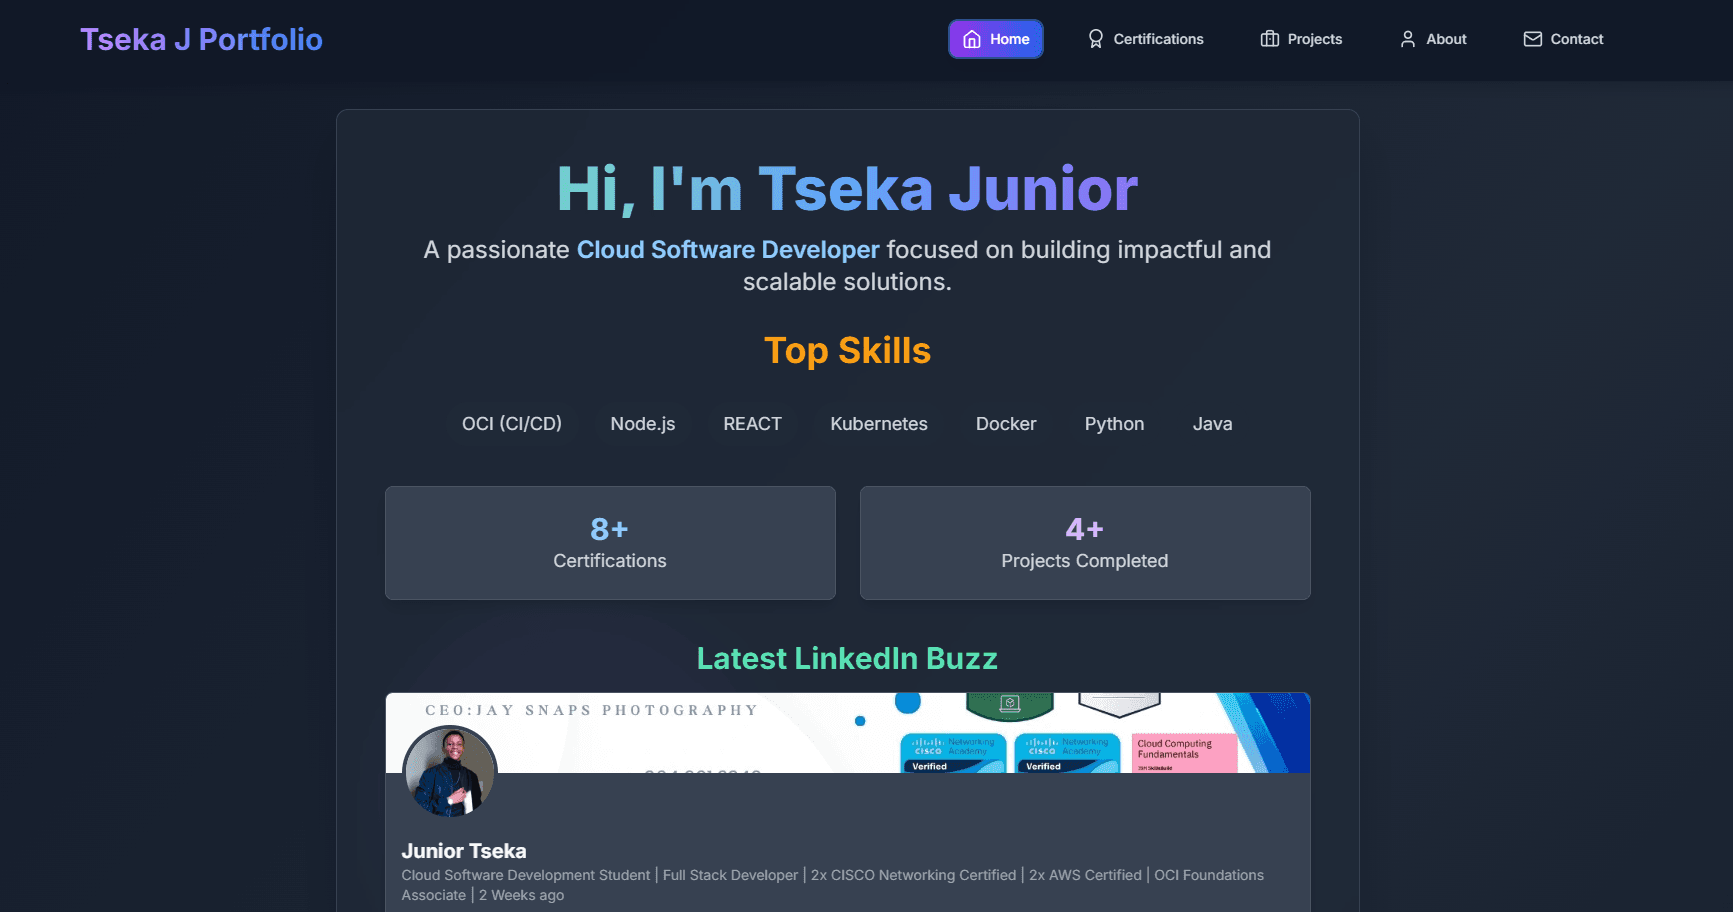 Tseka J Portfolio
Home
Certifications
Projects
About
Contact
Hi, I'm Tseka Junior
A passionate Cloud Software Developer focused on building impactful and
scalable solutions.
Top Skills
OCI (CI/CD)
Node.js
REACT
Kubernetes
Docker
Python
Java
8+
Certifications
4+
Projects Completed
Latest LinkedIn Buzz
CEO:JAY SNAPS PHOTOGRAPHY
Networking
CISCO Academy
Verified
Networking
CISCO Academy
Verified
Cloud Computing
Fundamentals
Junior Tseka
Cloud Software Development Student | Full Stack Developer | 2x CISCO Networking Certified | 2x AWS Certified | OCI Foundations
Associate | 2 Weeks ago